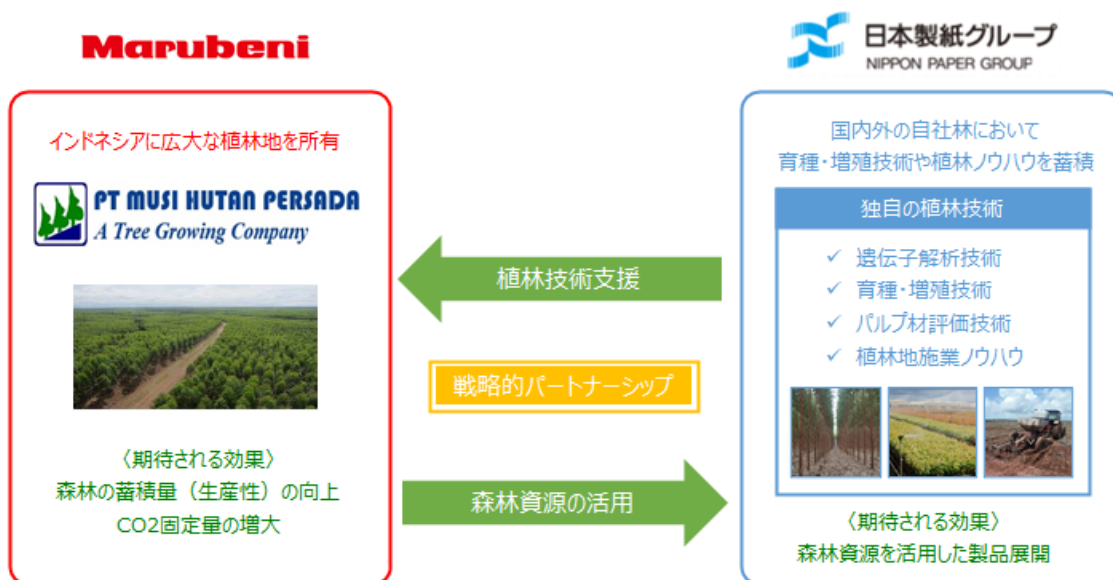 Marubeni
インドネシアに広大な植林地を所有
PT MUSI HUTAN PERSADA
A Tree Growing Company
〈期待される効果〉
森林の蓄積量（生産性）の向上
CO2固定量の増大
植林技術支援
戦略的パートナーシップ
森林資源の活用
日本製紙グループ
NIPPON PAPER GROUP
国内外の自社林において
育種・増殖技術や植林ノウハウを蓄積
独自の植林技術
✓ 遺伝子解析技術
✓ 育種・増殖技術
✓ パルプ材評価技術
✓ 植林地施業ノウハウ
〈期待される効果〉
森林資源を活用した製品展開